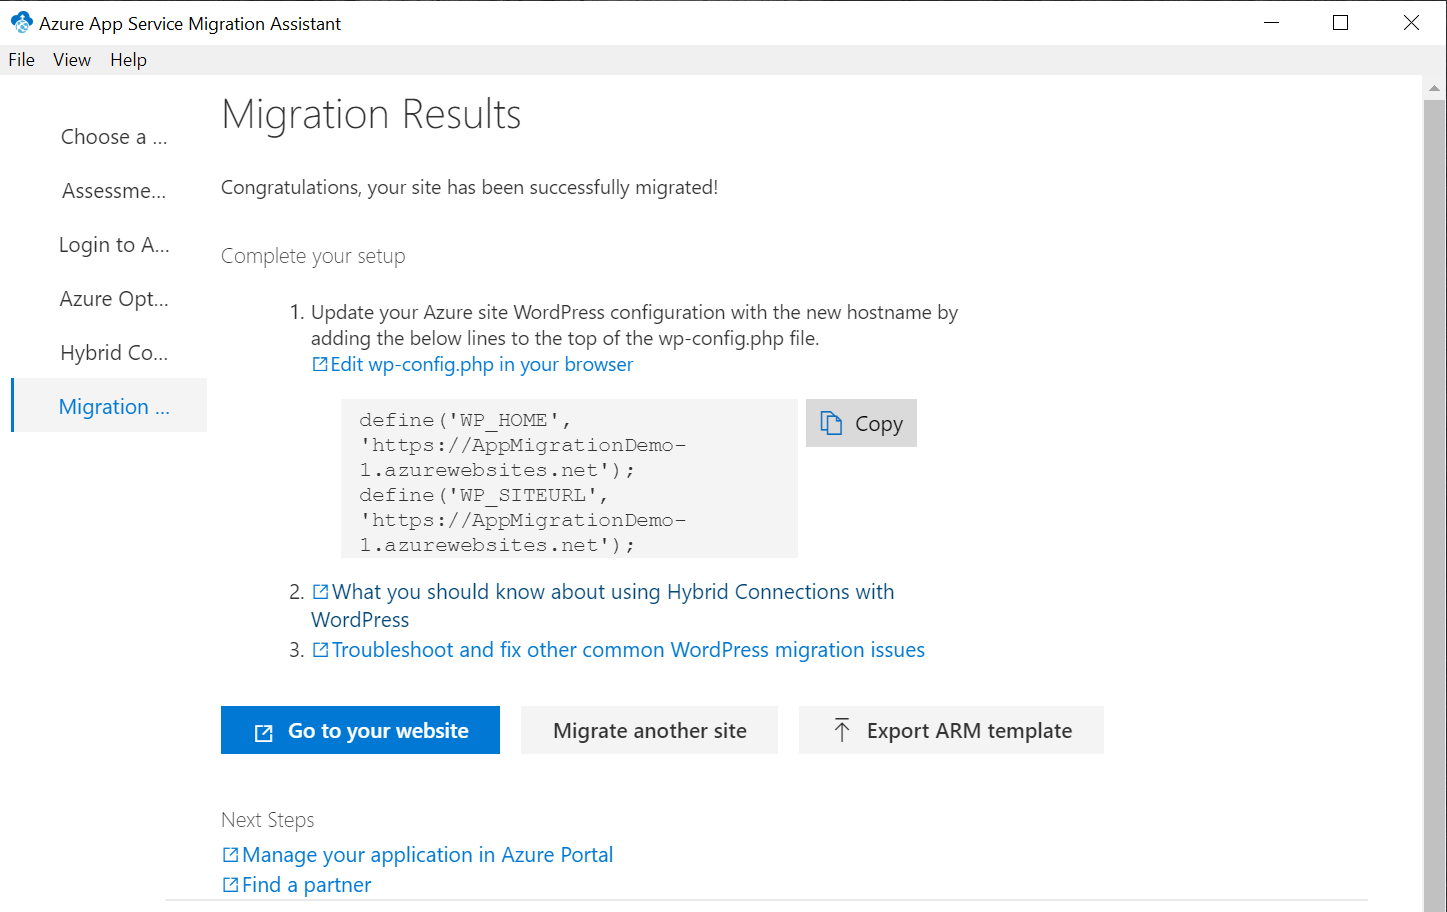 Azure App Service Migration Assistant
File View Help
Choose a ...
Assessme...
Login to A...
Azure Opt...
Hybrid Co...
Migration ...
Migration Results
Congratulations, your site has been successfully migrated!
Complete your setup
1. Update your Azure site WordPress configuration with the new hostname by
adding the below lines to the top of the wp-config.php file.
Edit wp-config.php in your browser
define('WP_HOME',
'https://AppMigrationDemo-
1.azurewebsites.net');
define('WP_SITEURL',
'https://AppMigrationDemo-
1.azurewebsites.net');
Copy
2. What you should know about using Hybrid Connections with
WordPress
3. Troubleshoot and fix other common WordPress migration issues
Go to your website
Migrate another site
Export ARM template
Next Steps
Manage your application in Azure Portal
Find a partner